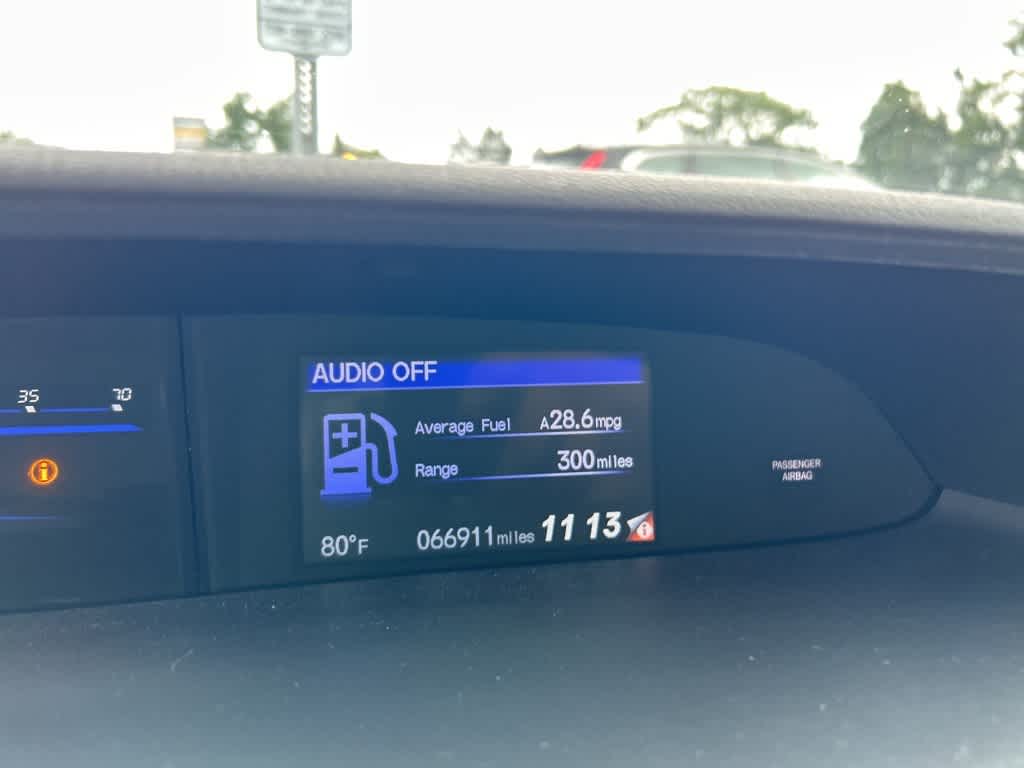 35 70
AUDIO OFF
Average Fuel A28.6mpg
Range 300miles
80°F 066911miles 11 13
PASSENGER
AIRBAG